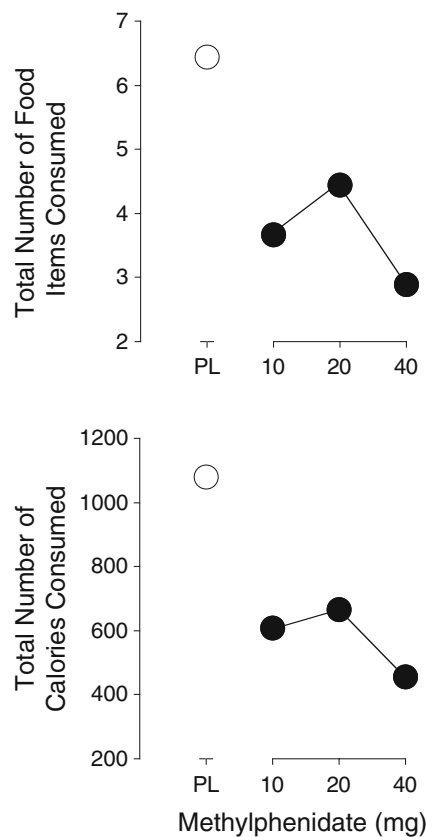 Total Number of Food
Items Consumed
7
6
5
4
3
2
PL 10 20 40
Total Number of
Calories Consumed
1200
1000
800
600
400
200
PL 10 20 40
Methylphenidate (mg)